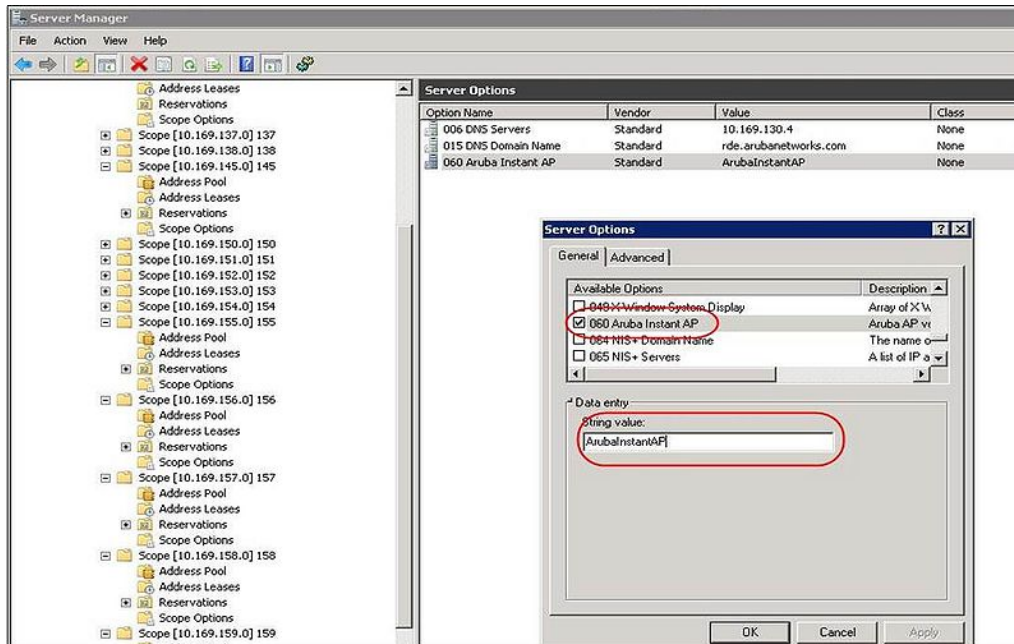 Server Manager
File Action View Help
Address Leases
Reservations
Scope Options
Scope [10.169.137.0] 137
Scope [10.169.138.0] 138
Scope [10.169.145.0] 145
Address Pool
Address Leases
Reservations
Scope Options
Scope [10.169.150.0] 150
Scope [10.169.151.0] 151
Scope [10.169.152.0] 152
Scope [10.169.153.0] 153
Scope [10.169.154.0] 154
Scope [10.169.155.0] 155
Address Pool
Address Leases
Reservations
Scope Options
Scope [10.169.156.0] 156
Address Pool
Address Leases
Reservations
Scope Options
Scope [10.169.157.0] 157
Address Pool
Address Leases
Reservations
Scope Options
Scope [10.169.158.0] 158
Address Pool
Address Leases
Reservations
Scope Options
Scope [10.169.159.0] 159
Server Options
Option Name Vendor Value Class
006 DNS Servers Standard 10.169.130.4 None
015 DNS Domain Name Standard rde.arubanetworks.com None
060 Aruba Instant AP Standard ArubaInstantAP None
Server Options
General Advanced
Available Options Description
049 X Window System Display Array of X W
060 Aruba Instant AP Aruba AP v
064 NIS+ Domain Name The name o
065 NIS+ Servers A list of IP a
Data entry
String value:
ArubaInstantAP
OK Cancel Apply